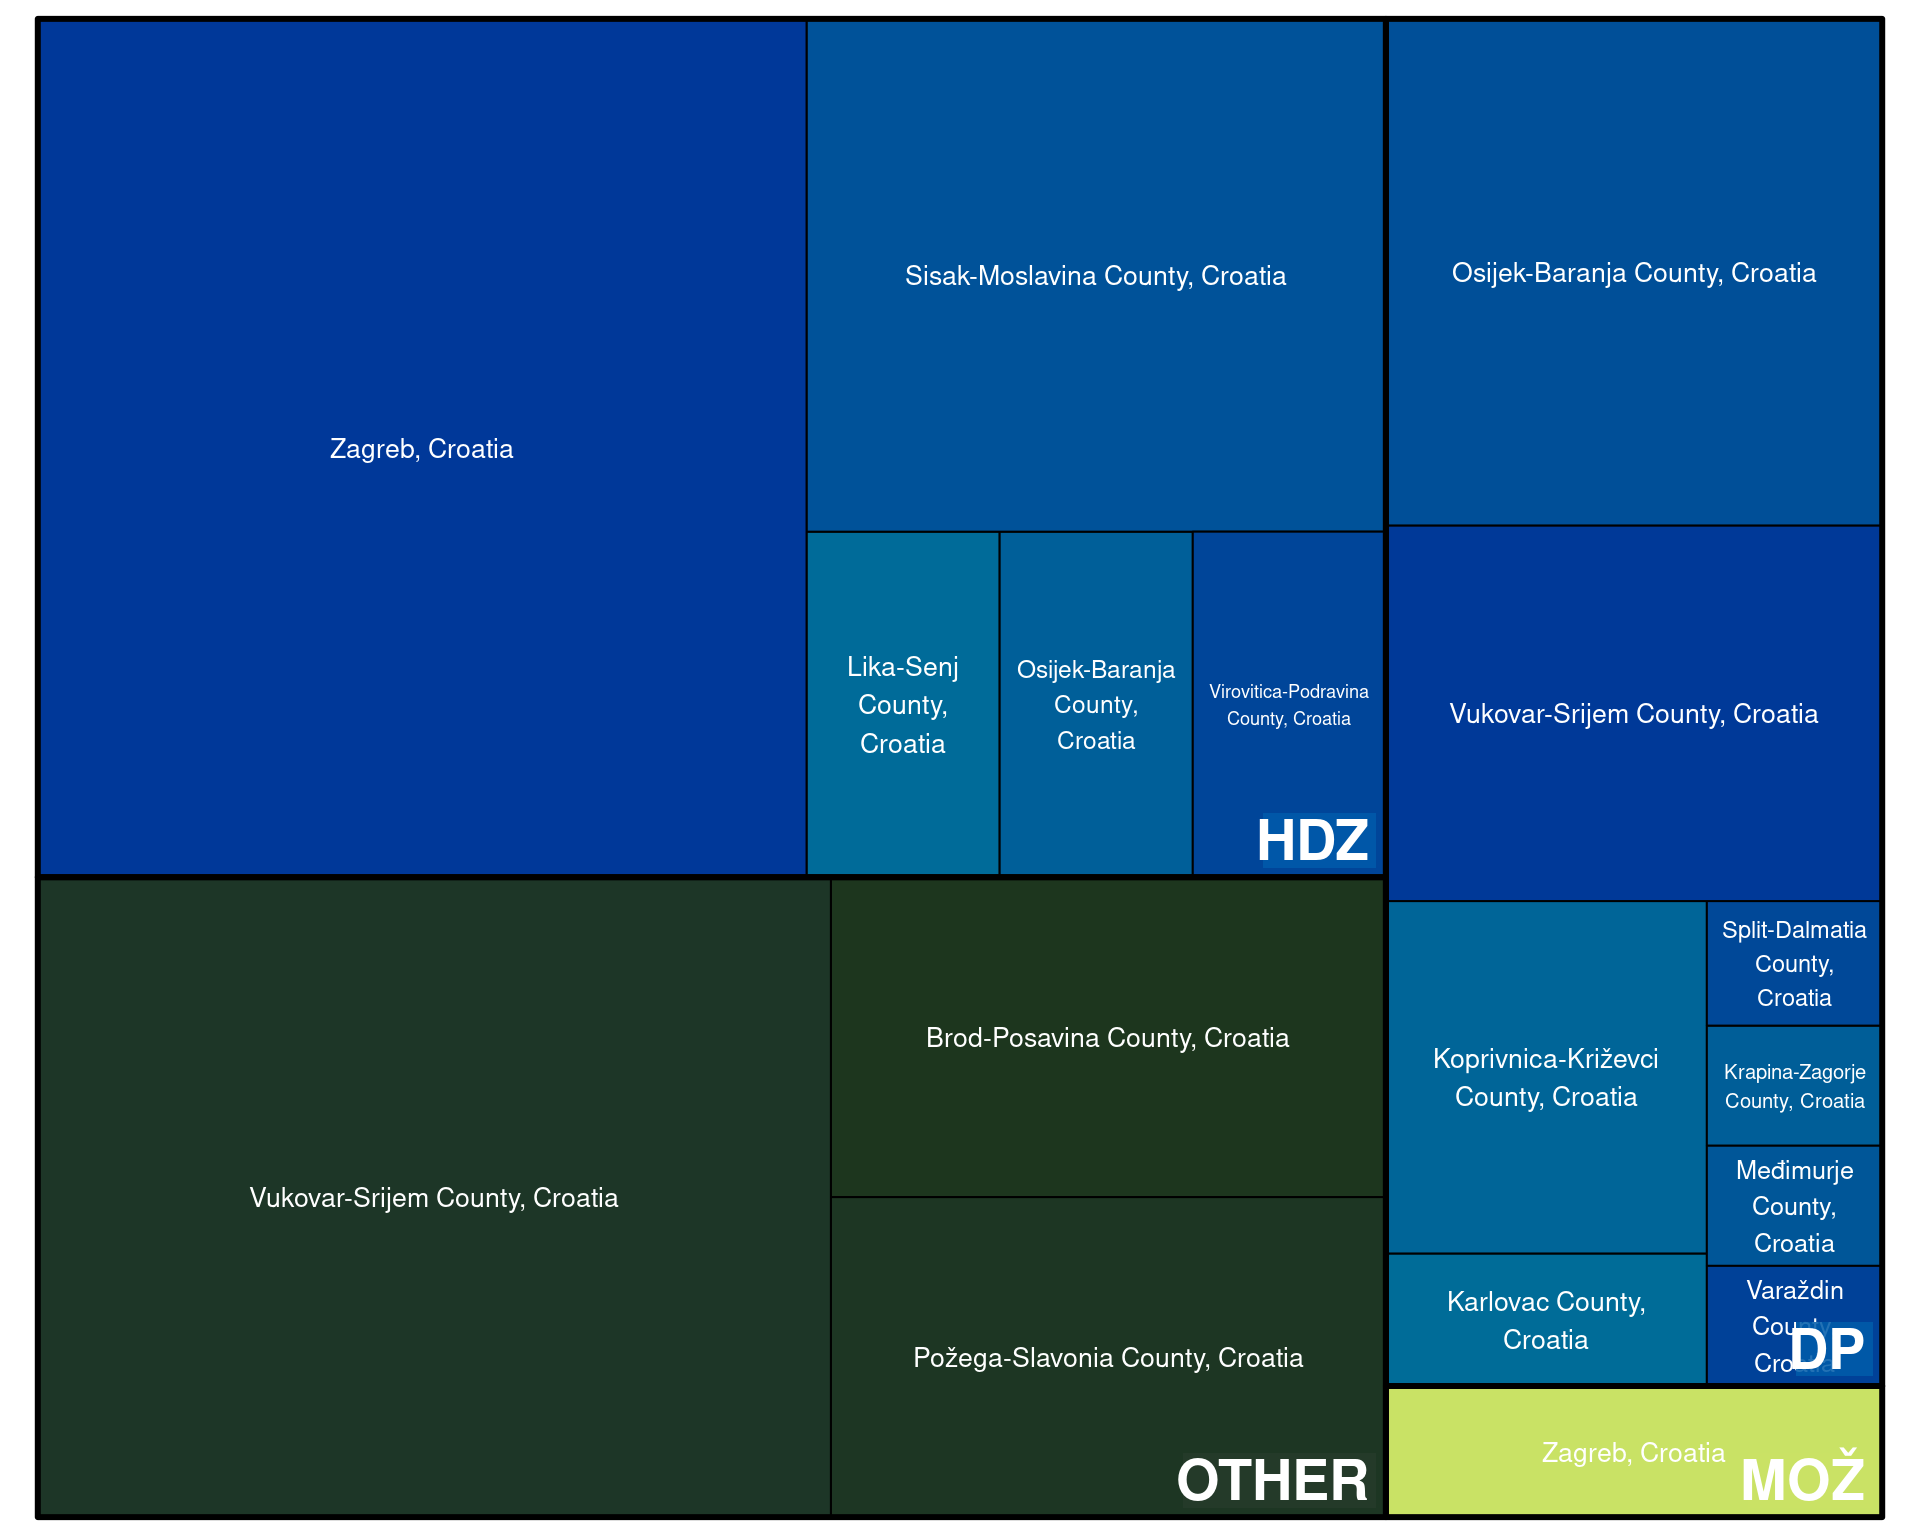 Zagreb, Croatia
Sisak-Moslavina County, Croatia
Lika-Senj
County,
Croatia
Osijek-Baranja
County,
Croatia
Virovitica-Podravina
County, Croatia
HDZ
Osijek-Baranja County, Croatia
Vukovar-Srijem County, Croatia
Koprivnica-Križevci
County, Croatia
Karlovac County,
Croatia
Split-Dalmatia
County,
Croatia
Krapina-Zagorje
County, Croatia
Međimurje
County,
Croatia
Varaždin
County,
Croatia
DP
Vukovar-Srijem County, Croatia
Brod-Posavina County, Croatia
Požega-Slavonia County, Croatia
OTHER
Zagreb, Croatia
MOŽ